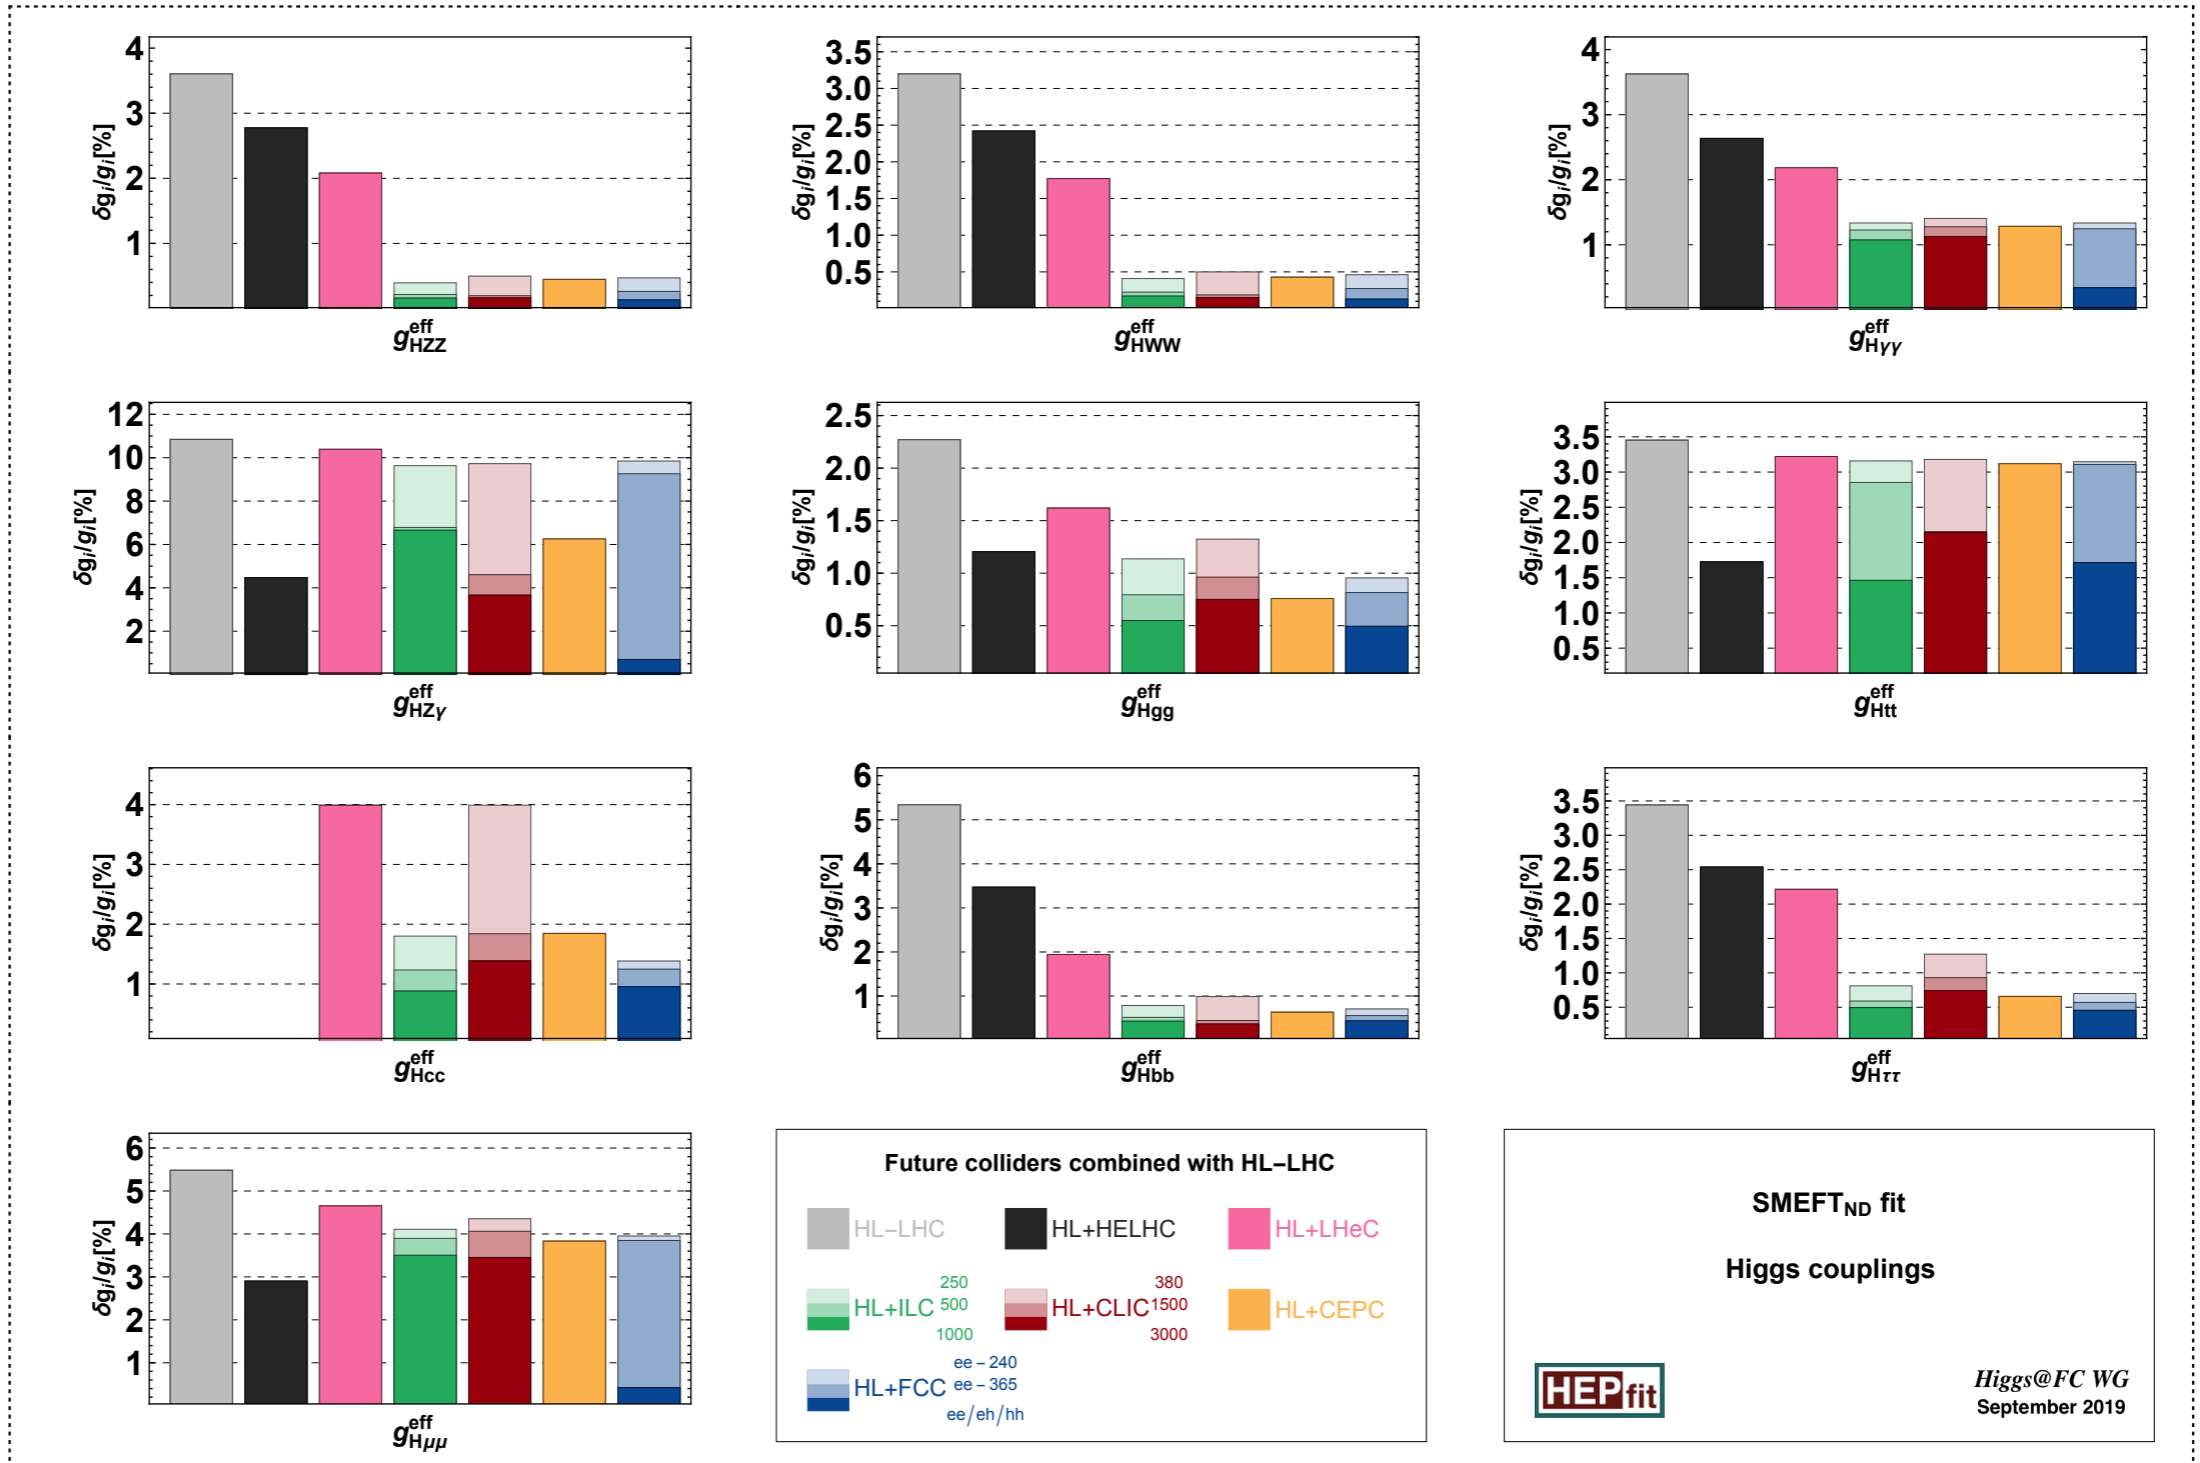 4
3
2
1
δg_i/g_i[%]
g^eff_HZZ
3.5
3.0
2.5
2.0
1.5
1.0
0.5
δg_i/g_i[%]
g^eff_HWW
4
3
2
1
δg_i/g_i[%]
g^eff_Hγγ
12
10
8
6
4
2
δg_i/g_i[%]
g^eff_HZγ
2.5
2.0
1.5
1.0
0.5
δg_i/g_i[%]
g^eff_Hgg
3.5
3.0
2.5
2.0
1.5
1.0
0.5
δg_i/g_i[%]
g^eff_Htt
4
3
2
1
δg_i/g_i[%]
g^eff_Hcc
6
5
4
3
2
1
δg_i/g_i[%]
g^eff_Hbb
3.5
3.0
2.5
2.0
1.5
1.0
0.5
δg_i/g_i[%]
g^eff_Hττ
6
5
4
3
2
1
δg_i/g_i[%]
g^eff_Hμμ
Future colliders combined with HL−LHC
HL−LHC
HL+HELHC
HL+LHeC
HL+ILC
250
500
1000
HL+CLIC
380
1500
3000
HL+CEPC
HL+FCC
ee − 240
ee − 365
ee/eh/hh
SMEFT_ND fit
Higgs couplings
HEPfit
Higgs@FC WG
September 2019